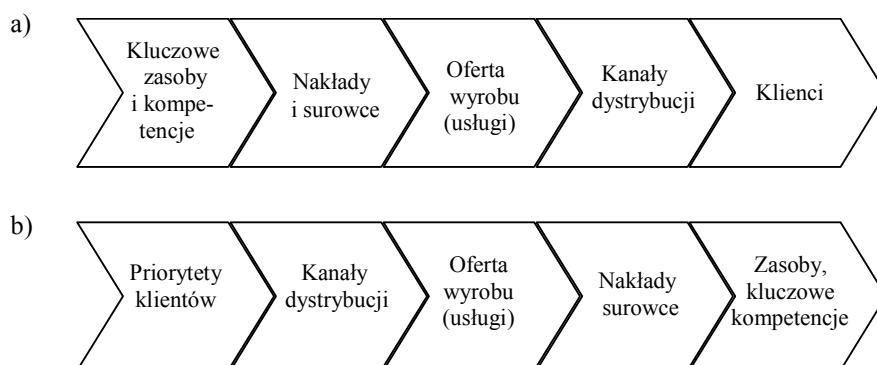 a)
Kluczowe
zasoby
i kompe-
tencje
Nakłady
i surowce
Oferta
wyrobu
(usługi)
Kanały
dystrybucji
Klienci
b)
Priorytety
klientów
Kanały
dystrybucji
Oferta
wyrobu
(usługi)
Nakłady
surowce
Zasoby,
kluczowe
kompetencje